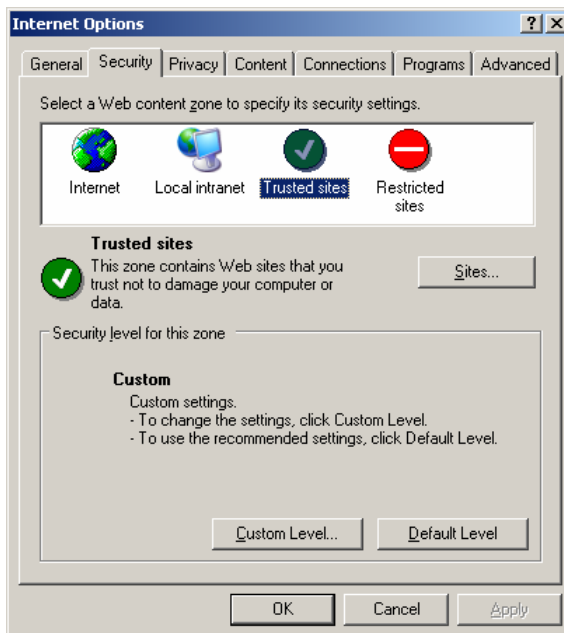 Internet Options
General Security Privacy Content Connections Programs Advanced
Select a Web content zone to specify its security settings.
Internet Local intranet Trusted sites Restricted sites
Trusted sites
This zone contains Web sites that you
trust not to damage your computer or
data.
Sites...
Security level for this zone
Custom
Custom settings.
- To change the settings, click Custom Level.
- To use the recommended settings, click Default Level.
Custom Level... Default Level
OK Cancel Apply